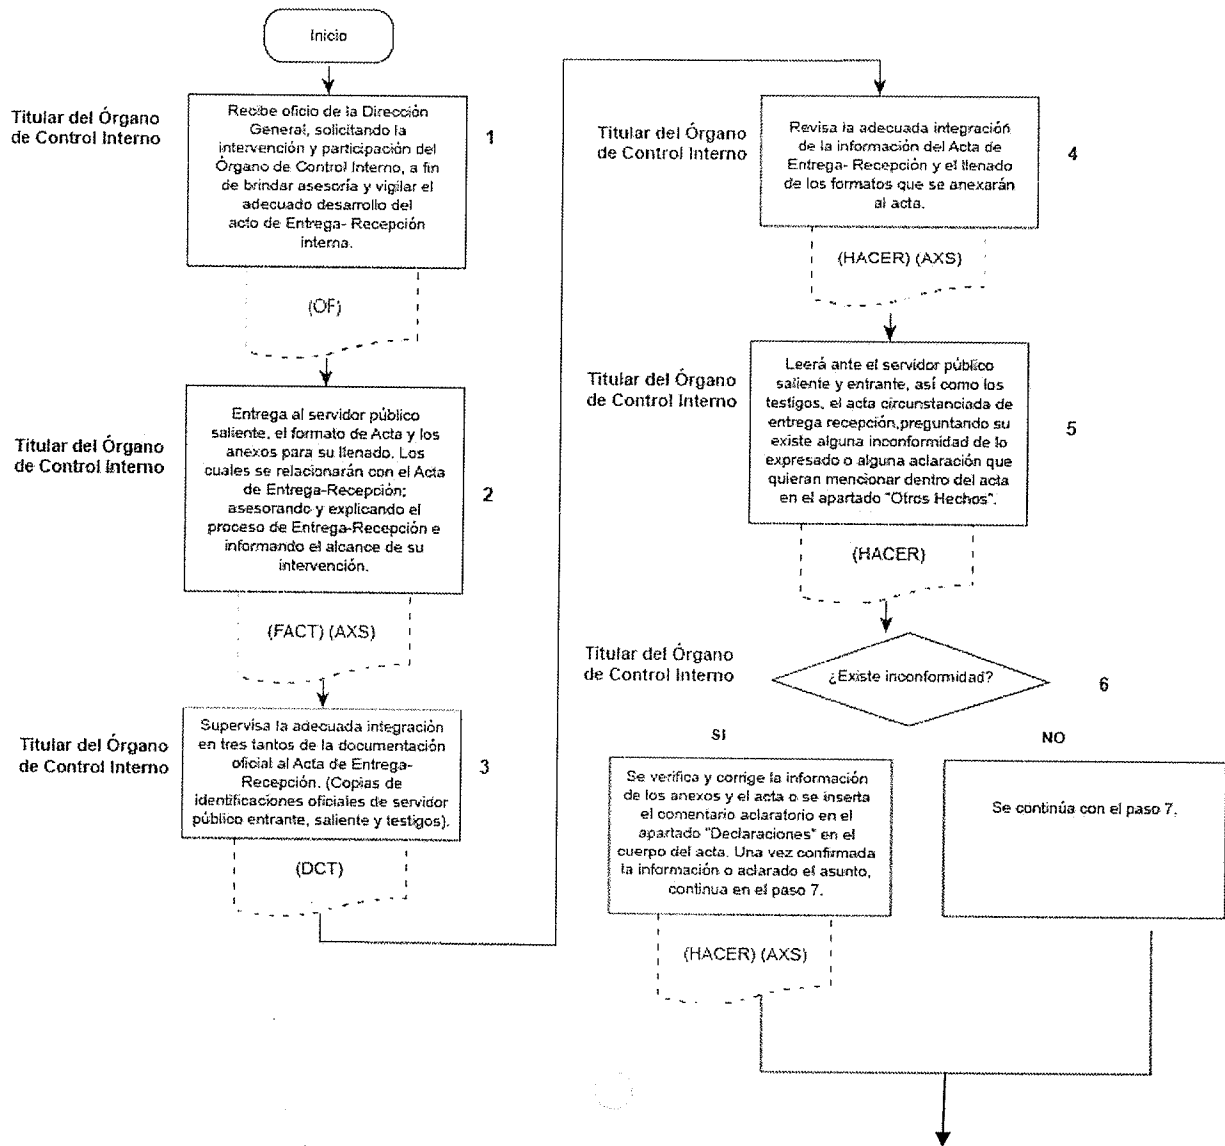 Inicio
Titular del Órgano
de Control Interno
Recibe oficio de la Dirección
General, solicitando la
intervención y participación del
Órgano de Control Interno, a fin
de brindar asesoría y vigilar el
adecuado desarrollo del
acto de Entrega- Recepción
interna.
1
(OF)
Titular del Órgano
de Control Interno
Entrega al servidor público
saliente, el formato de Acta y los
anexos para su llenado. Los
cuales se relacionarán con el Acta
de Entrega-Recepción;
asesorando y explicando el
proceso de Entrega-Recepción e
informando el alcance de su
intervención.
2
(FACT) (AXS)
Titular del Órgano
de Control Interno
Supervisa la adecuada integración
en tres tantos de la documentación
oficial al Acta de Entrega-
Recepción. (Copias de
identificaciones oficiales de servidor
público entrante, saliente y testigos).
3
(DCT)
Titular del Órgano
de Control Interno
Revisa la adecuada integración
de la información del Acta de
Entrega- Recepción y el llenado
de los formatos que se anexarán
al acta.
4
(HACER) (AXS)
Titular del Órgano
de Control Interno
Leerá ante el servidor público
saliente y entrante, así como los
testigos, el acta circunstanciada de
entrega recepción,preguntando su
existe alguna inconformidad de lo
expresado o alguna aclaración que
quieran mencionar dentro del acta
en el apartado "Otros Hechos".
5
(HACER)
Titular del Órgano
de Control Interno
¿Existe inconformidad?
6
SI
Se verifica y corrige la información
de los anexos y el acta o se inserta
el comentario aclaratorio en el
apartado "Declaraciones" en el
cuerpo del acta. Una vez confirmada
la información o aclarado el asunto,
continua en el paso 7.
(HACER) (AXS)
NO
Se continúa con el paso 7.